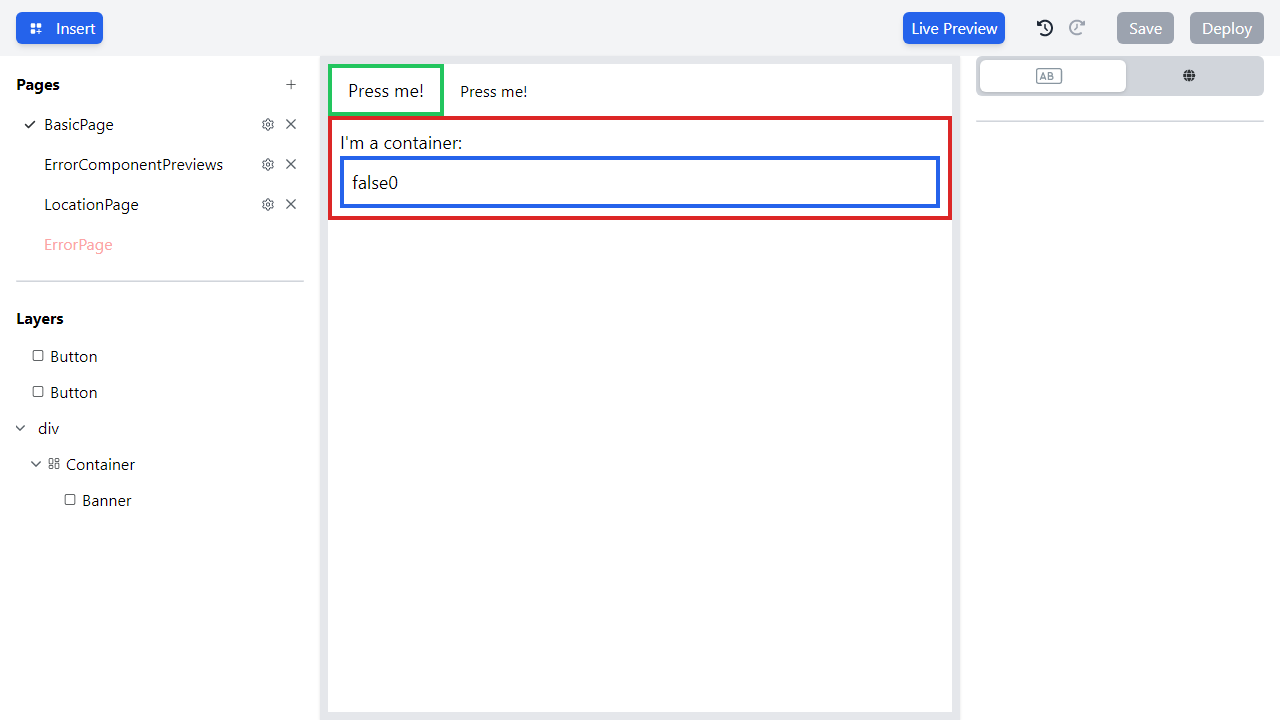 Insert
Live Preview
Save
Deploy
Pages
BasicPage
ErrorComponentPreviews
LocationPage
ErrorPage
Layers
Button
Button
div
Container
Banner
Press me!
Press me!
I'm a container:
false0
AB